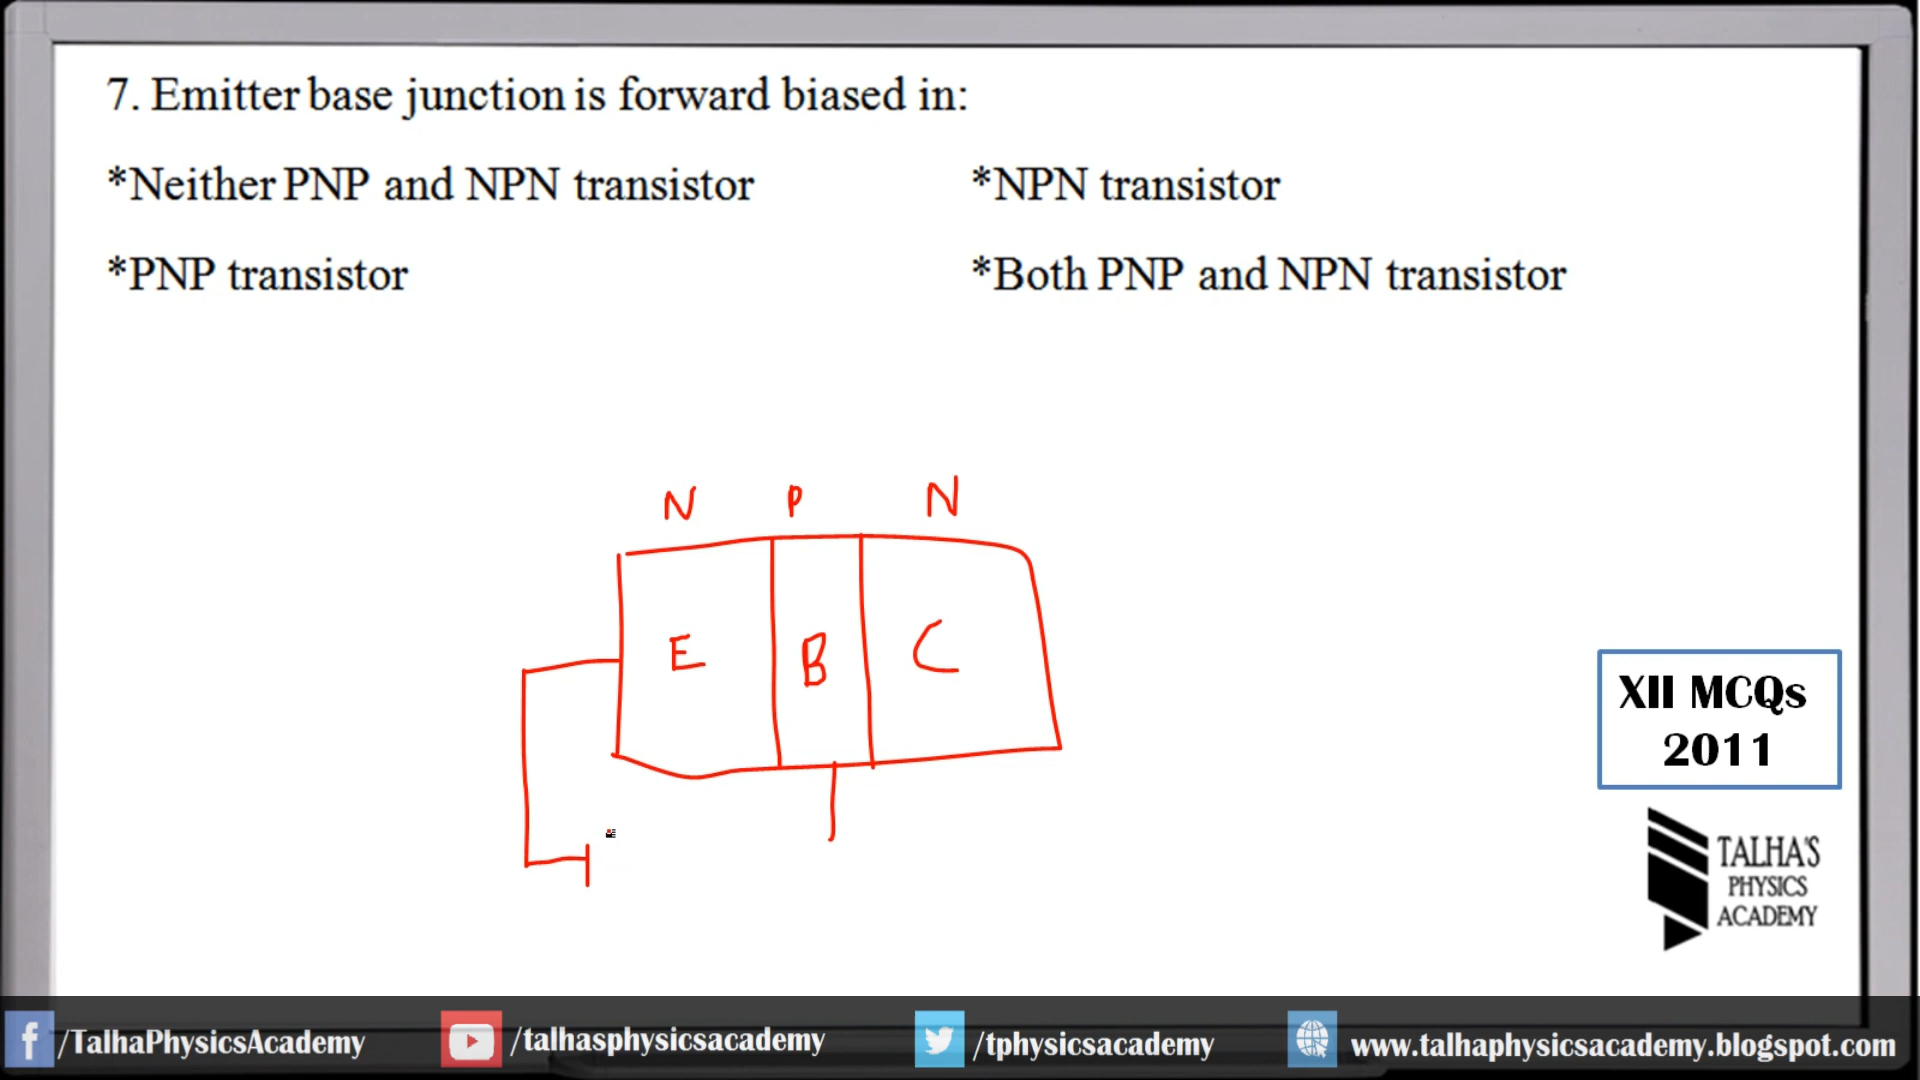 7. Emitter base junction is forward biased in:
*Neither PNP and NPN transistor
*NPN transistor
*PNP transistor
*Both PNP and NPN transistor
N P N
E B C
XII MCQs
2011
TALHA'S
PHYSICS
ACADEMY
/TalhaPhysicsAcademy
/talhasphysicsacademy
/tphysicsacademy
www.talhaphysicsacademy.blogspot.com